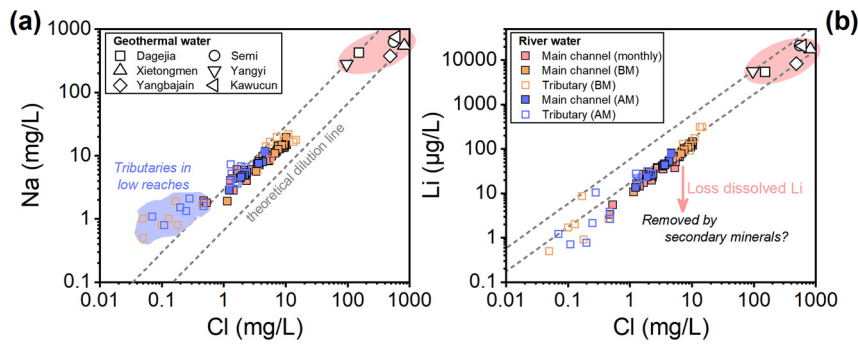 (a)
Na (mg/L)
1000
100
10
1
0.1
Geothermal water
Dagejia
Semi
Xietongmen
Yangyi
Yangbajain
Kawucun
Tributaries in
low reaches
theoretical dilution line
0.01
0.1
1
10
100
1000
Cl (mg/L)
(b)
Li (μg/L)
10000
1000
100
10
1
0.1
River water
Main channel (monthly)
Main channel (BM)
Tributary (BM)
Main channel (AM)
Tributary (AM)
Loss dissolved Li
Removed by
secondary minerals?
0.01
0.1
1
10
100
1000
Cl (mg/L)